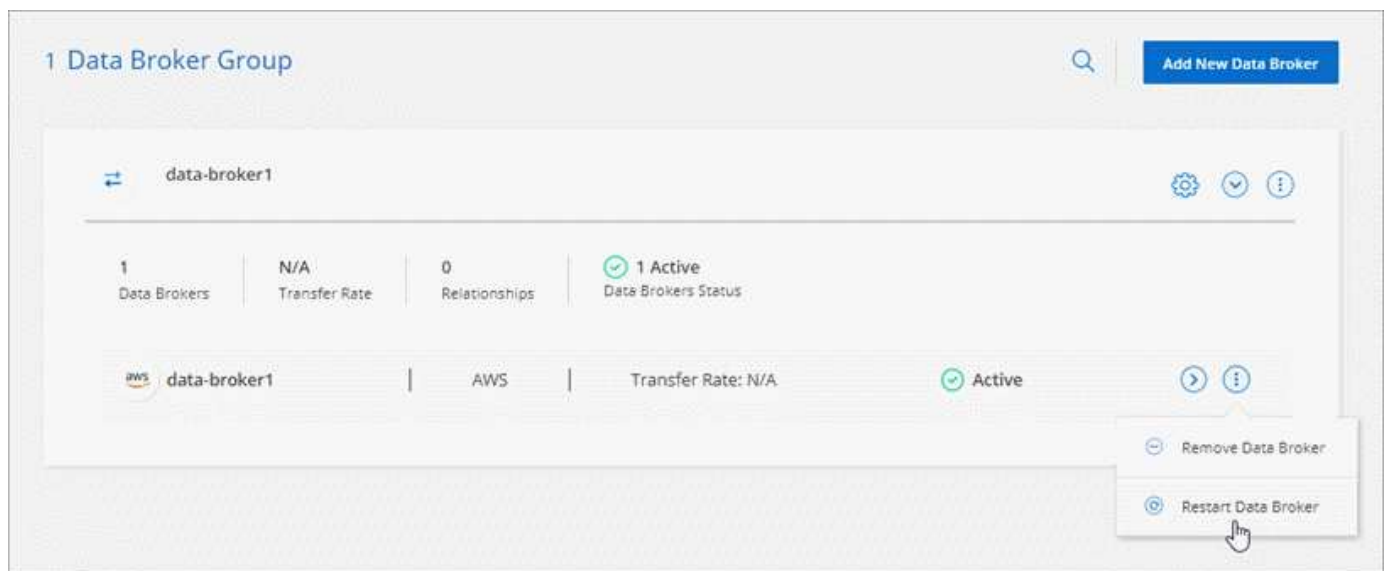 1 Data Broker Group
Add New Data Broker
data-broker1
1
Data Brokers
N/A
Transfer Rate
0
Relationships
1 Active
Data Brokers Status
aws
data-broker1
AWS
Transfer Rate: N/A
Active
Remove Data Broker
Restart Data Broker